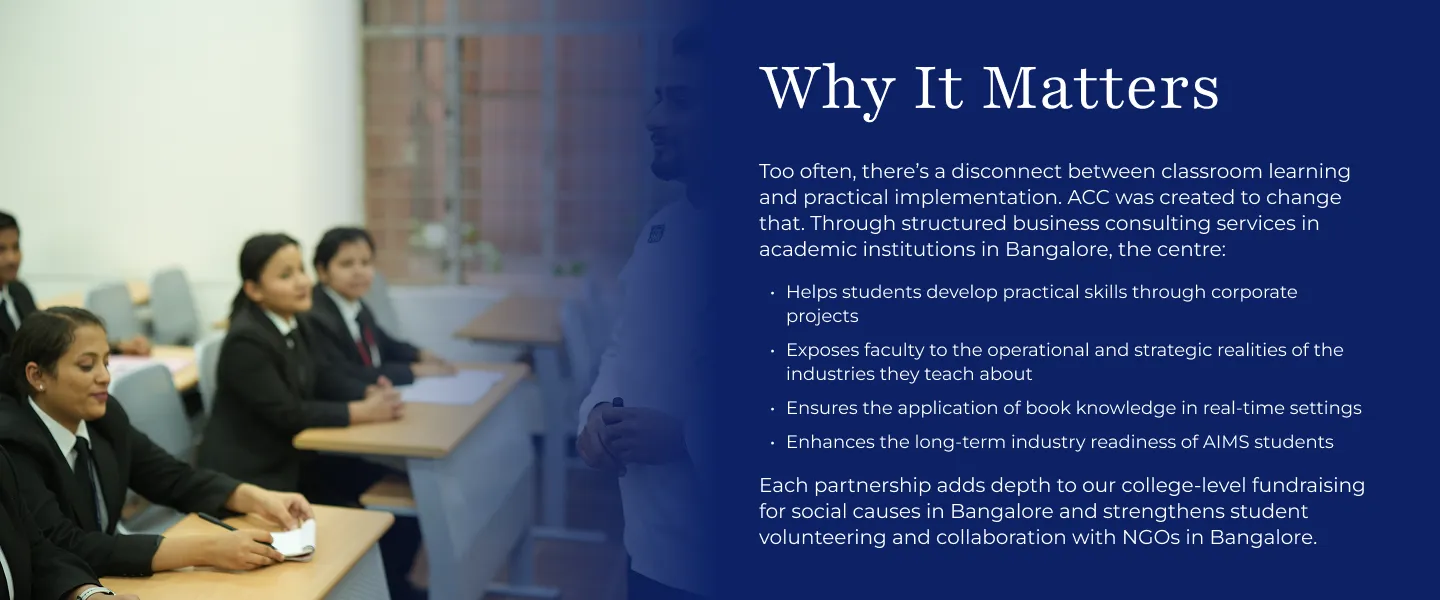 Why It Matters
Too often, there's a disconnect between classroom learning
and practical implementation. ACC was created to change
that. Through structured business consulting services in
academic institutions in Bangalore, the centre:
• Helps students develop practical skills through corporate
projects
• Exposes faculty to the operational and strategic realities of the
industries they teach about
• Ensures the application of book knowledge in real-time settings
• Enhances the long-term industry readiness of AIMS students
Each partnership adds depth to our college-level fundraising
for social causes in Bangalore and strengthens student
volunteering and collaboration with NGOs in Bangalore.